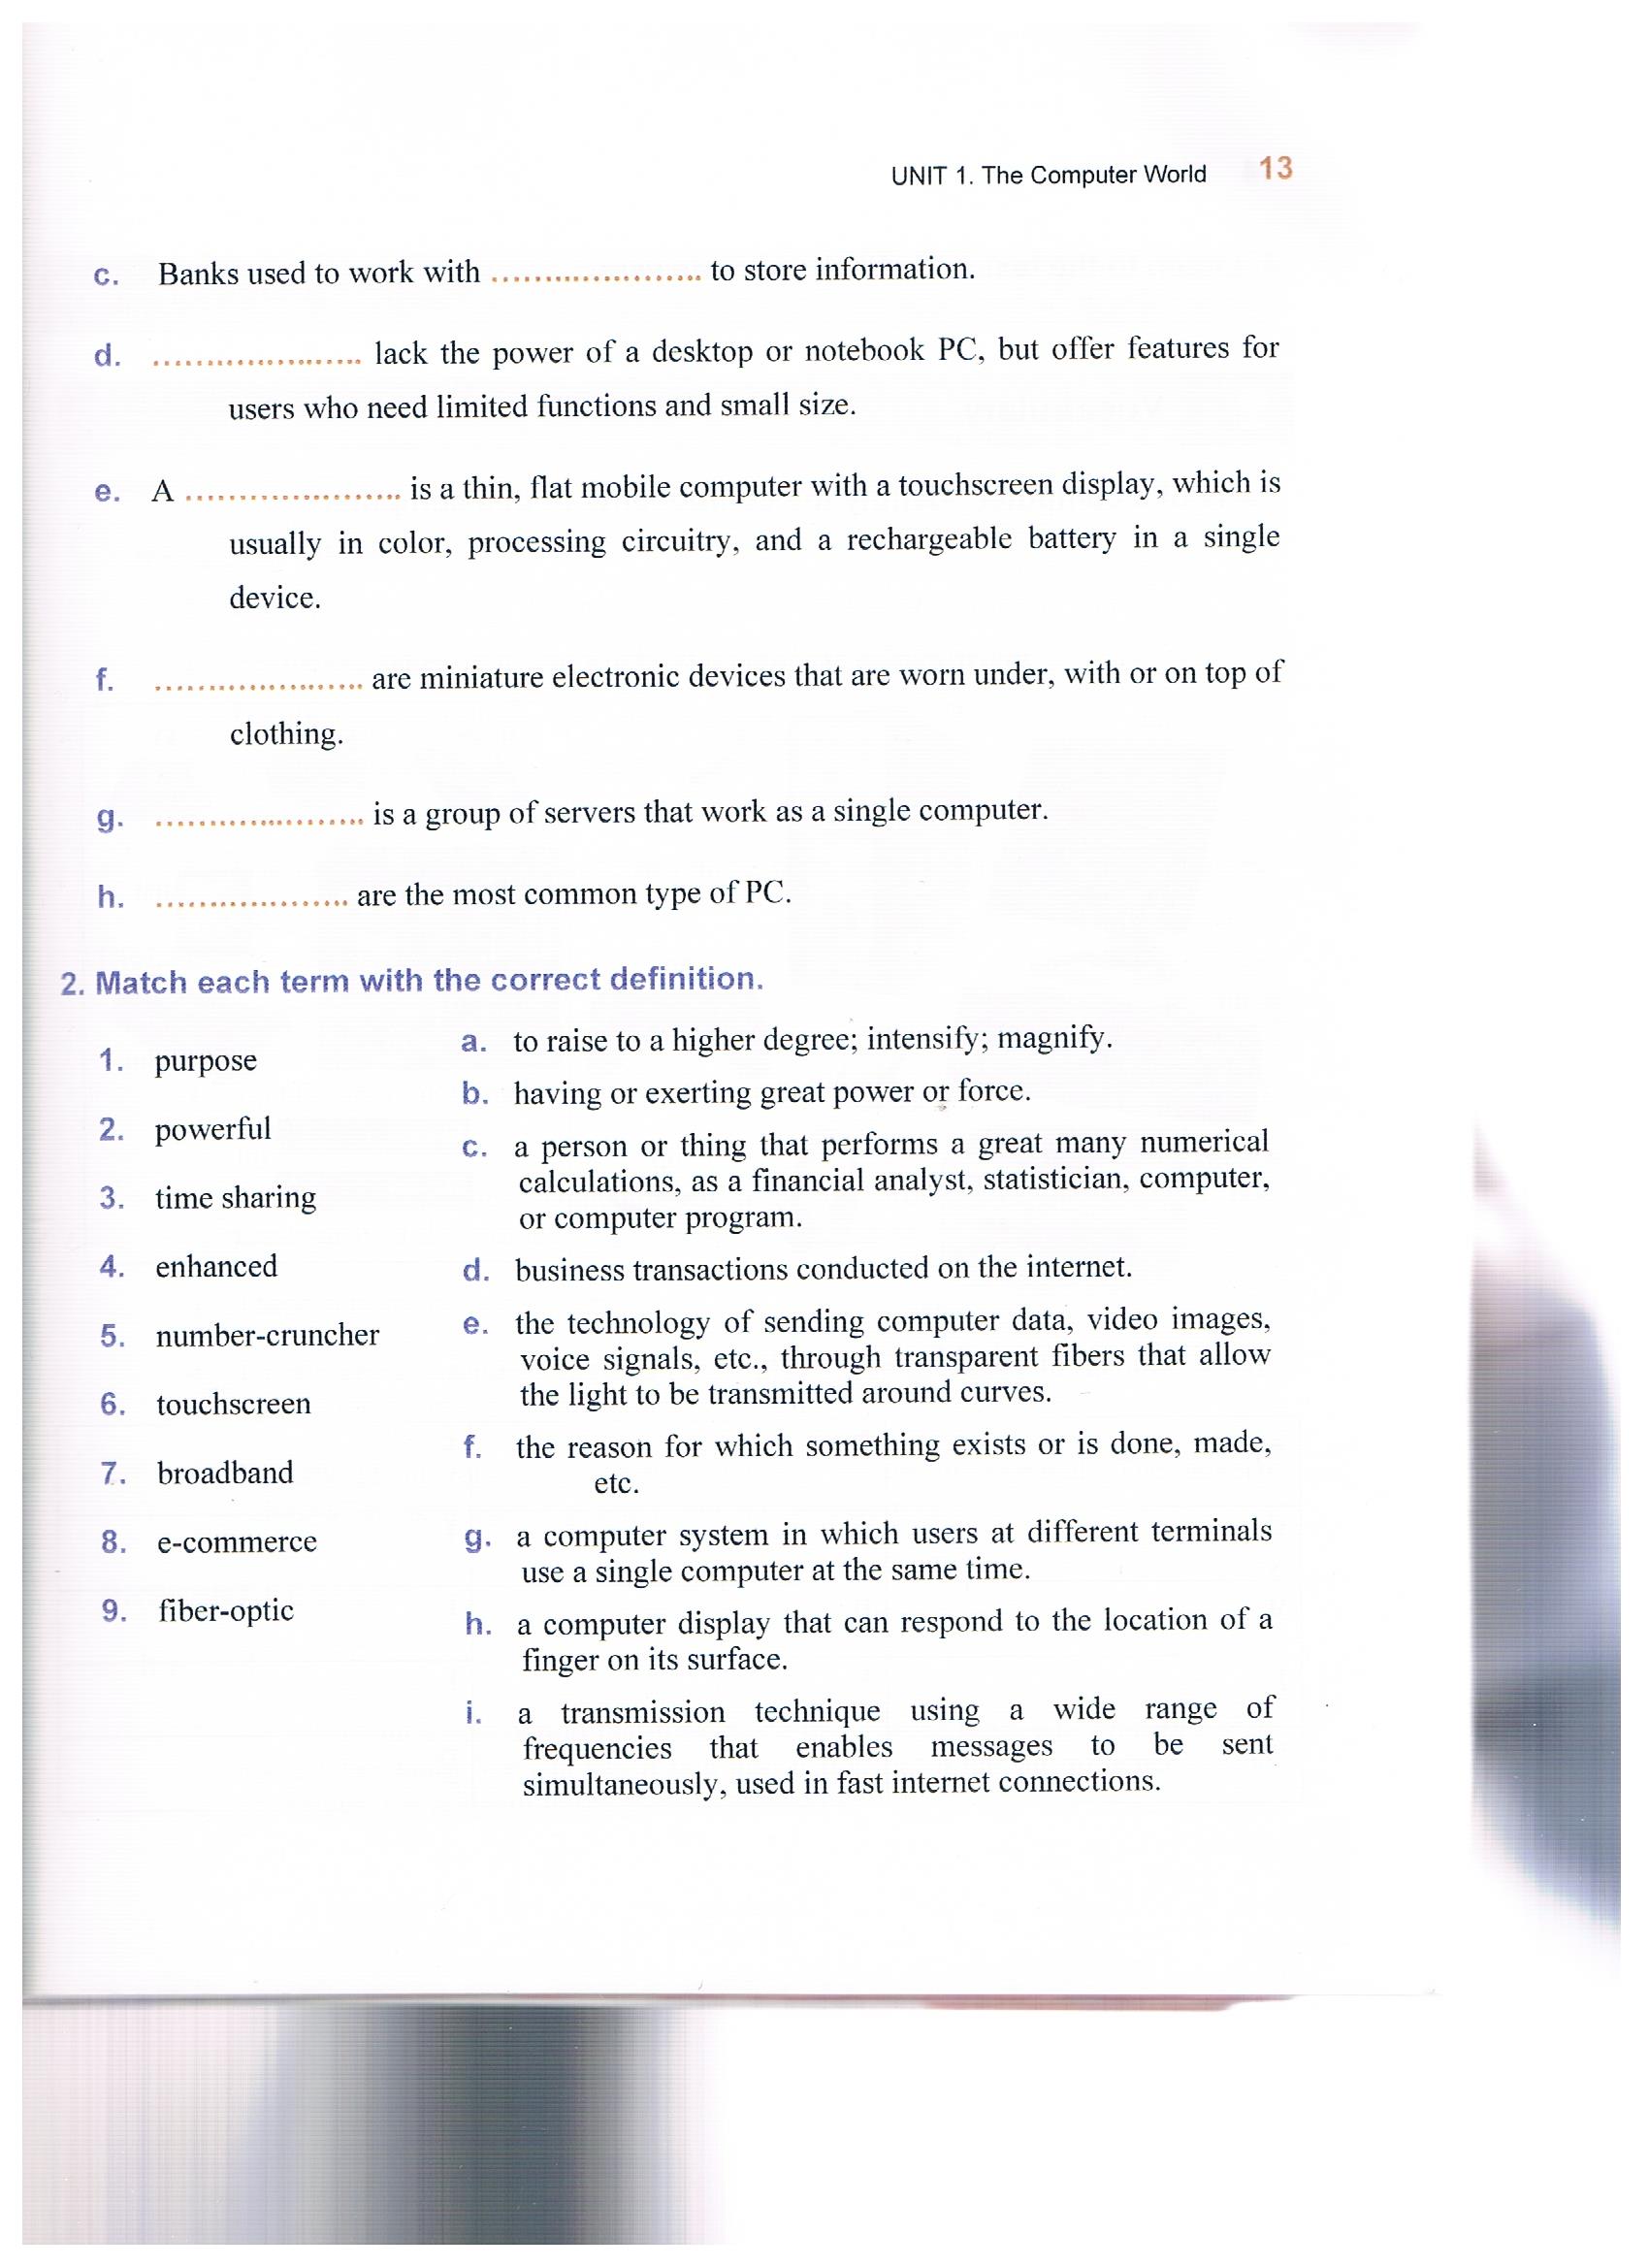 UNIT 1. The Computer World 13
c. Banks used to work with ..................... to store information.
d. ..................... lack the power of a desktop or notebook PC, but offer features for
users who need limited functions and small size.
e. A ..................... is a thin, flat mobile computer with a touchscreen display, which is
usually in color, processing circuitry, and a rechargeable battery in a single
device.
f. ..................... are miniature electronic devices that are worn under, with or on top of
clothing.
g. ..................... is a group of servers that work as a single computer.
h. ................... are the most common type of PC.
2. Match each term with the correct definition.
1. purpose
2. powerful
3. time sharing
4. enhanced
5. number-cruncher
6. touchscreen
7. broadband
8. e-commerce
9. fiber-optic
a. to raise to a higher degree; intensify; magnify.
b. having or exerting great power or force.
c. a person or thing that performs a great many numerical
calculations, as a financial analyst, statistician, computer,
or computer program.
d. business transactions conducted on the internet.
e. the technology of sending computer data, video images,
voice signals, etc., through transparent fibers that allow
the light to be transmitted around curves.
f. the reason for which something exists or is done, made,
etc.
g. a computer system in which users at different terminals
use a single computer at the same time.
h. a computer display that can respond to the location of a
finger on its surface.
i. a transmission technique using a wide range of
frequencies that enables messages to be sent
simultaneously, used in fast internet connections.